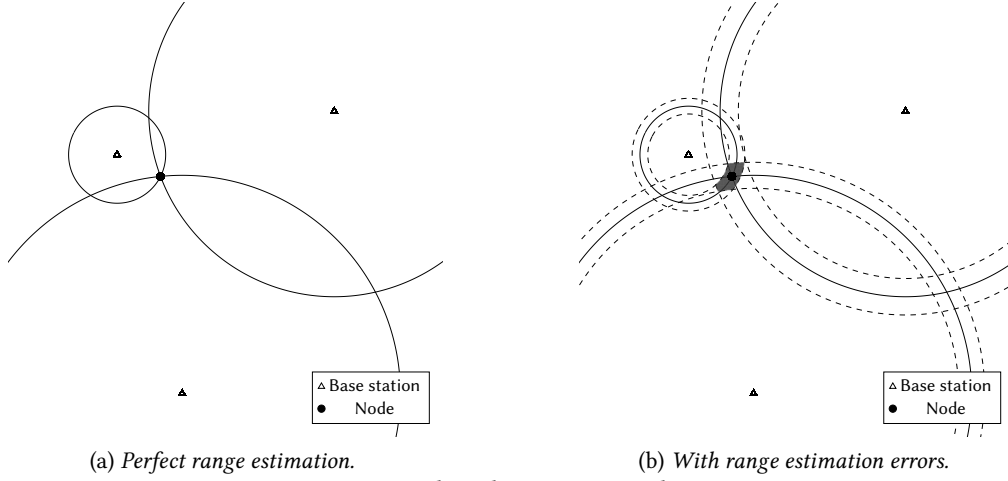 Base station
Node
Base station
Node
(a) Perfect range estimation.
(b) With range estimation errors.